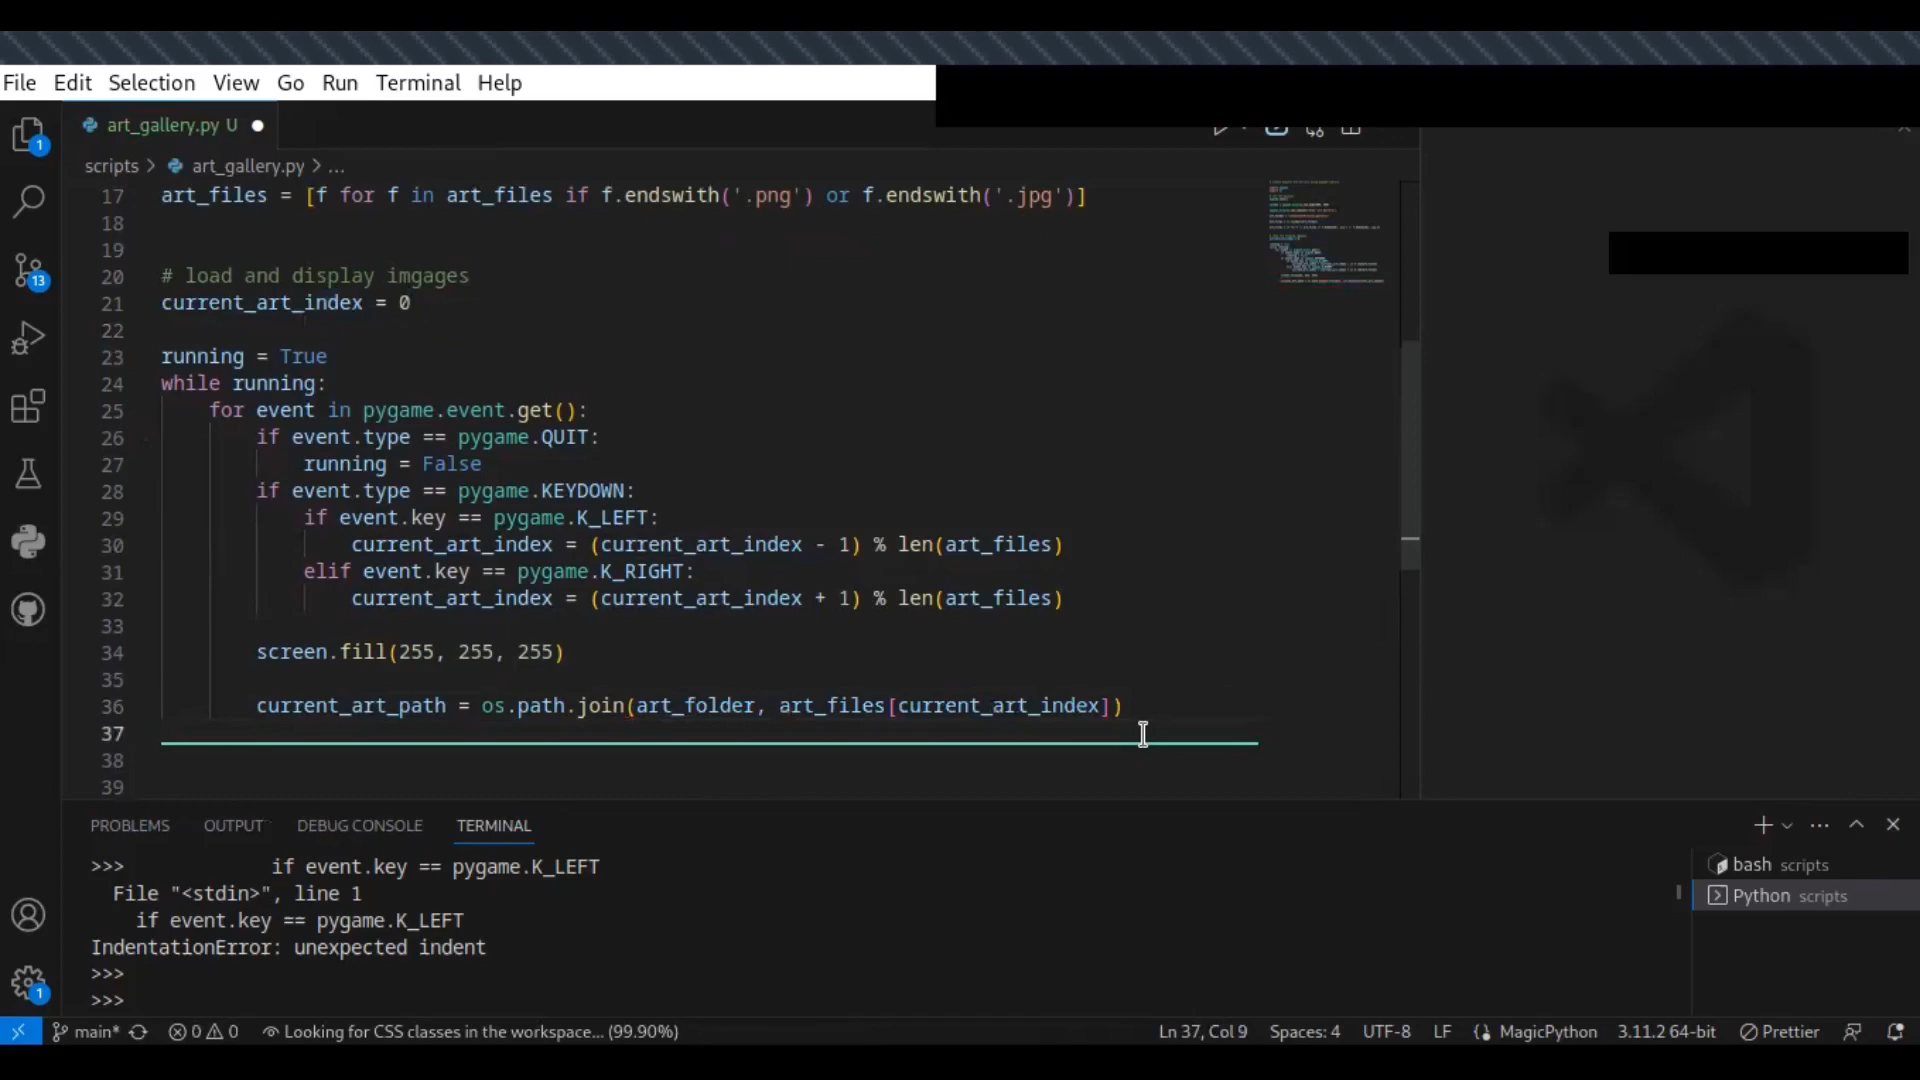 File Edit Selection View Go Run Terminal Help
art_gallery.py U
scripts > art_gallery.py > ...
17 art_files = [f for f in art_files if f.endswith('.png') or f.endswith('.jpg')]
18
19
20 # load and display imgages
21 current_art_index = 0
22
23 running = True
24 while running:
25 for event in pygame.event.get():
26 if event.type == pygame.QUIT:
27 running = False
28 if event.type == pygame.KEYDOWN:
29 if event.key == pygame.K_LEFT:
30 current_art_index = (current_art_index - 1) % len(art_files)
31 elif event.key == pygame.K_RIGHT:
32 current_art_index = (current_art_index + 1) % len(art_files)
33
34 screen.fill(255, 255, 255)
35
36 current_art_path = os.path.join(art_folder, art_files[current_art_index])
37
38
39
1
13
1
PROBLEMS OUTPUT DEBUG CONSOLE TERMINAL
>>> if event.key == pygame.K_LEFT
File "<stdin>", line 1
if event.key == pygame.K_LEFT
IndentationError: unexpected indent
>>>
>>>
bash scripts
Python scripts
main* 0 0 Looking for CSS classes in the workspace... (99.90%) Ln 37, Col 9 Spaces: 4 UTF-8 LF MagicPython 3.11.2 64-bit Prettier